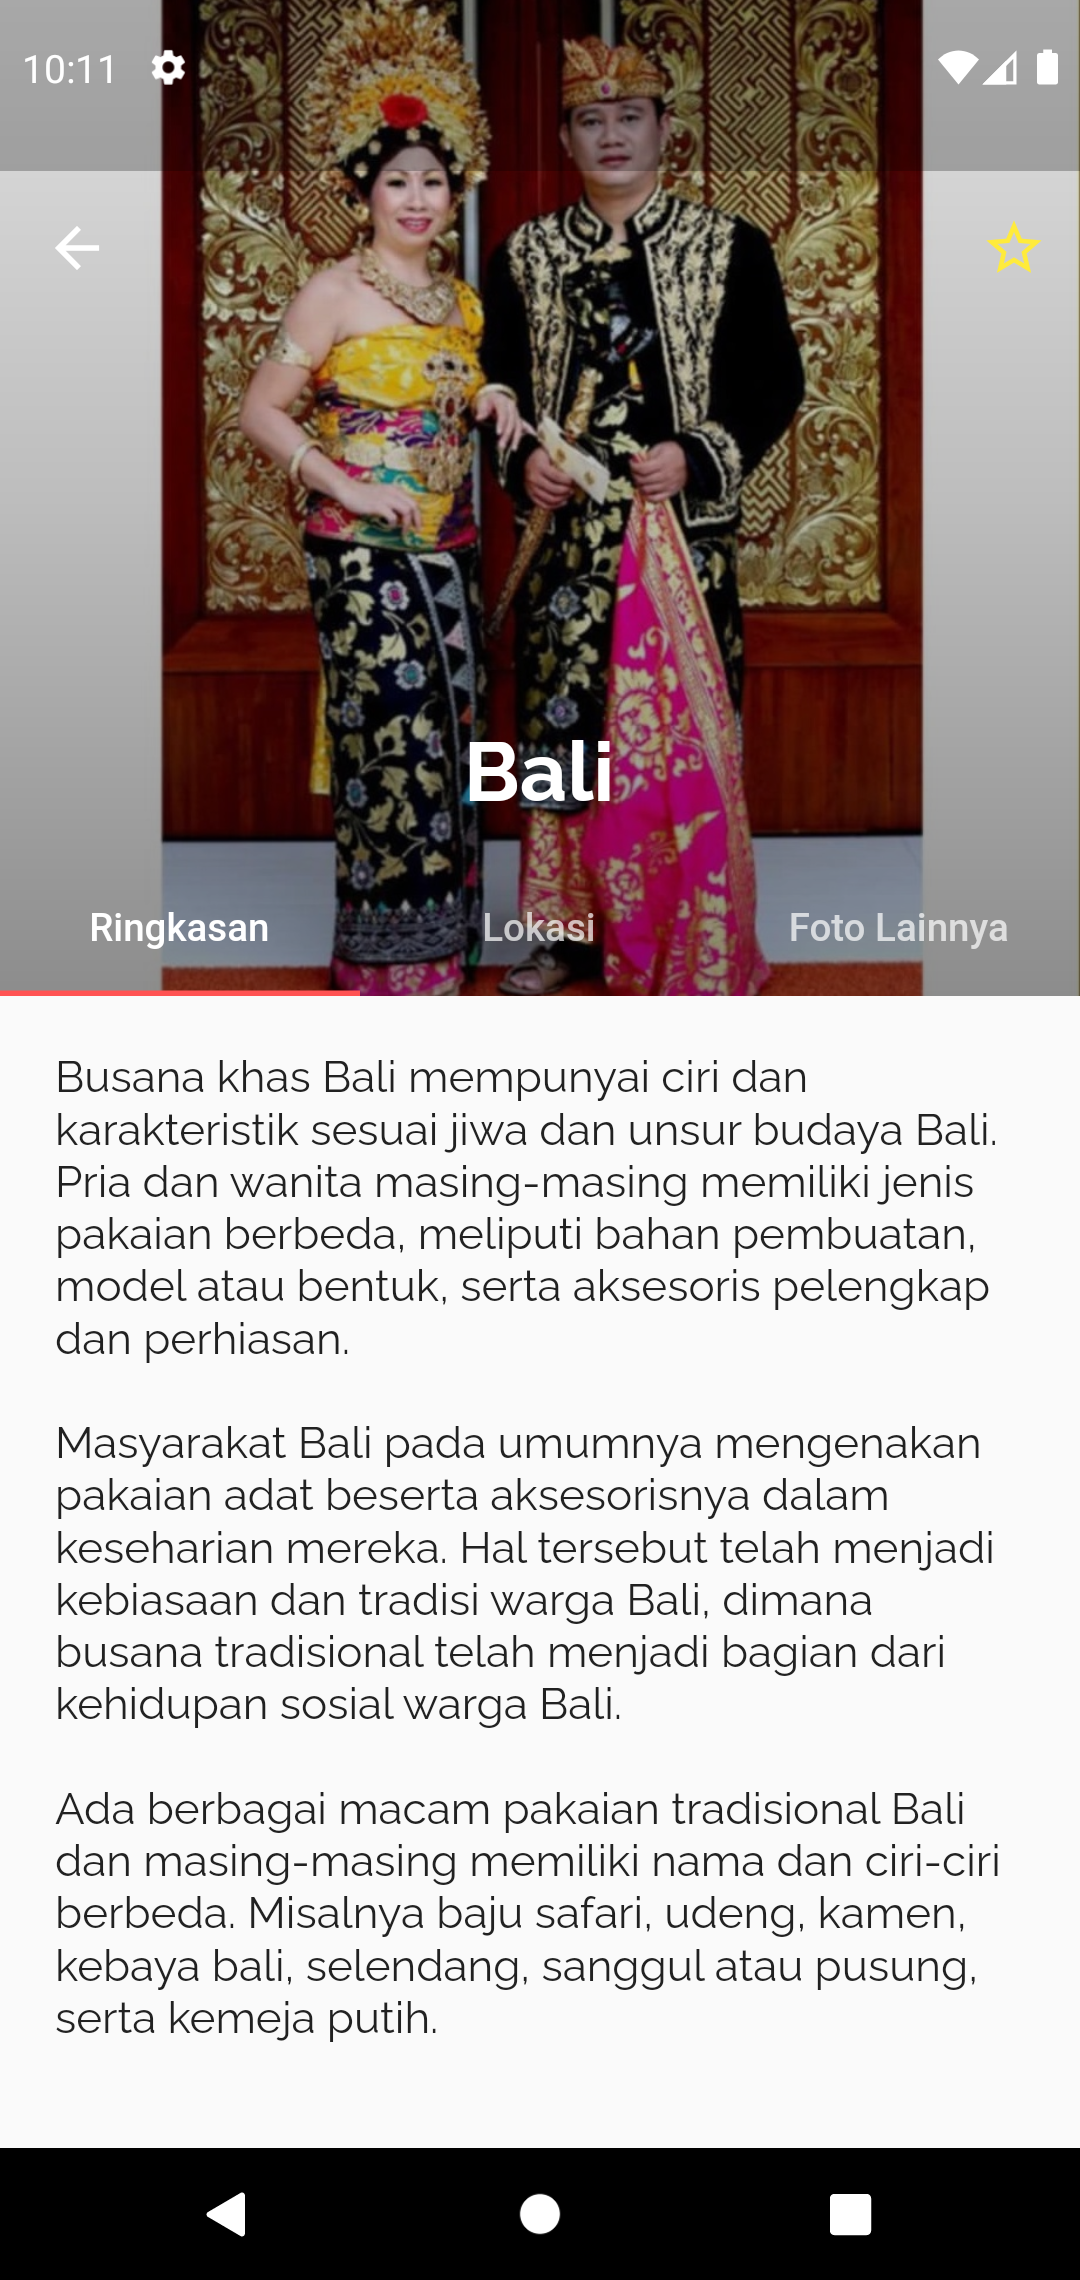 10:11
Bali
Ringkasan
Lokasi
Foto Lainnya
Busana khas Bali mempunyai ciri dan
karakteristik sesuai jiwa dan unsur budaya Bali.
Pria dan wanita masing-masing memiliki jenis
pakaian berbeda, meliputi bahan pembuatan,
model atau bentuk, serta aksesoris pelengkap
dan perhiasan.
Masyarakat Bali pada umumnya mengenakan
pakaian adat beserta aksesorisnya dalam
keseharian mereka. Hal tersebut telah menjadi
kebiasaan dan tradisi warga Bali, dimana
busana tradisional telah menjadi bagian dari
kehidupan sosial warga Bali.
Ada berbagai macam pakaian tradisional Bali
dan masing-masing memiliki nama dan ciri-ciri
berbeda. Misalnya baju safari, udeng, kamen,
kebaya bali, selendang, sanggul atau pusung,
serta kemeja putih.